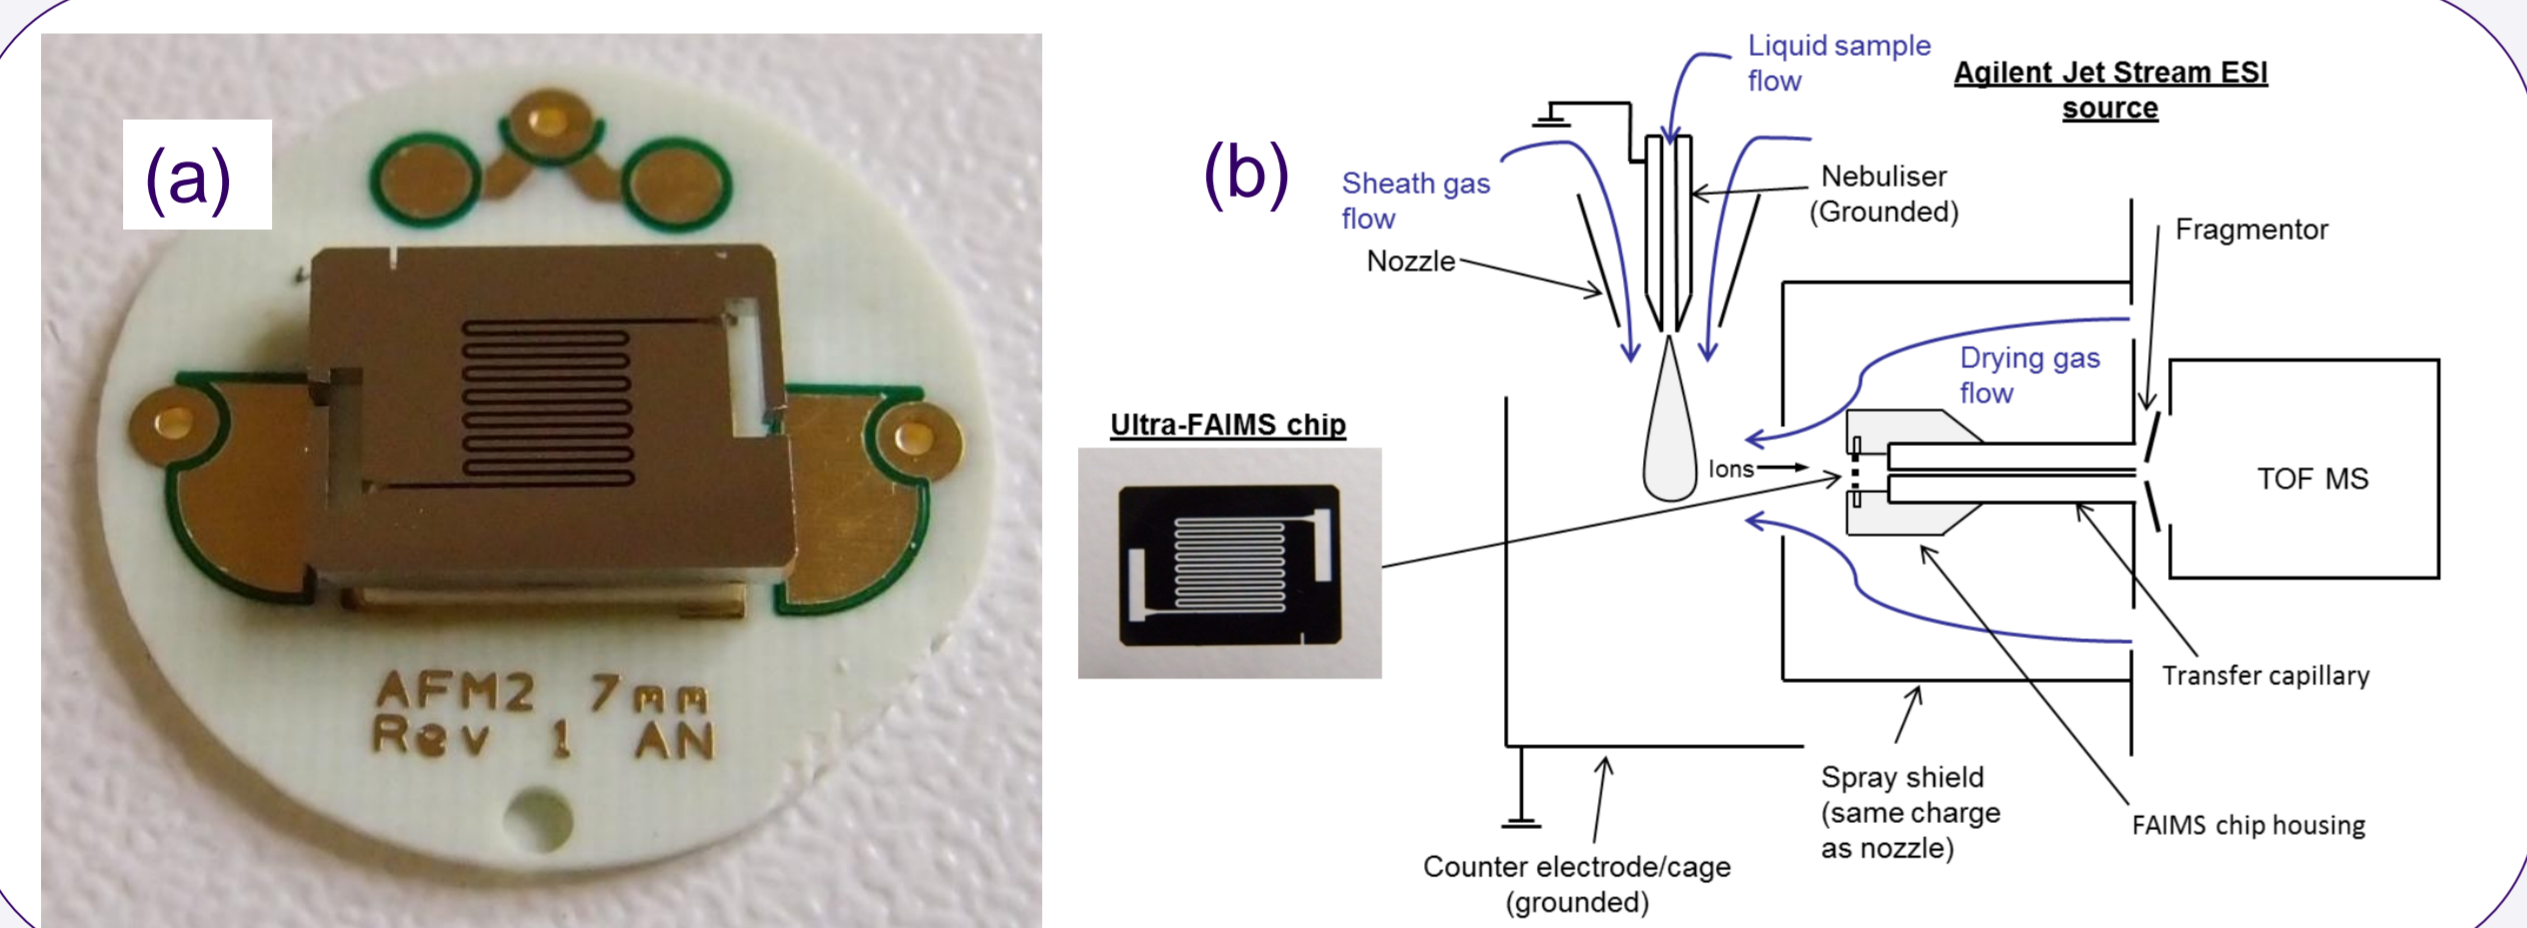 (a)
AFM2 7mm
Rev 1 AN
(b)
Liquid sample
flow
Agilent Jet Stream ESI
source
Sheath gas
flow
Nozzle
Nebuliser
(Grounded)
Fragmentor
Drying gas
flow
Ultra-FAIMS chip
Ions
TOF MS
Transfer capillary
Spray shield
(same charge
as nozzle)
FAIMS chip housing
Counter electrode/cage
(grounded)